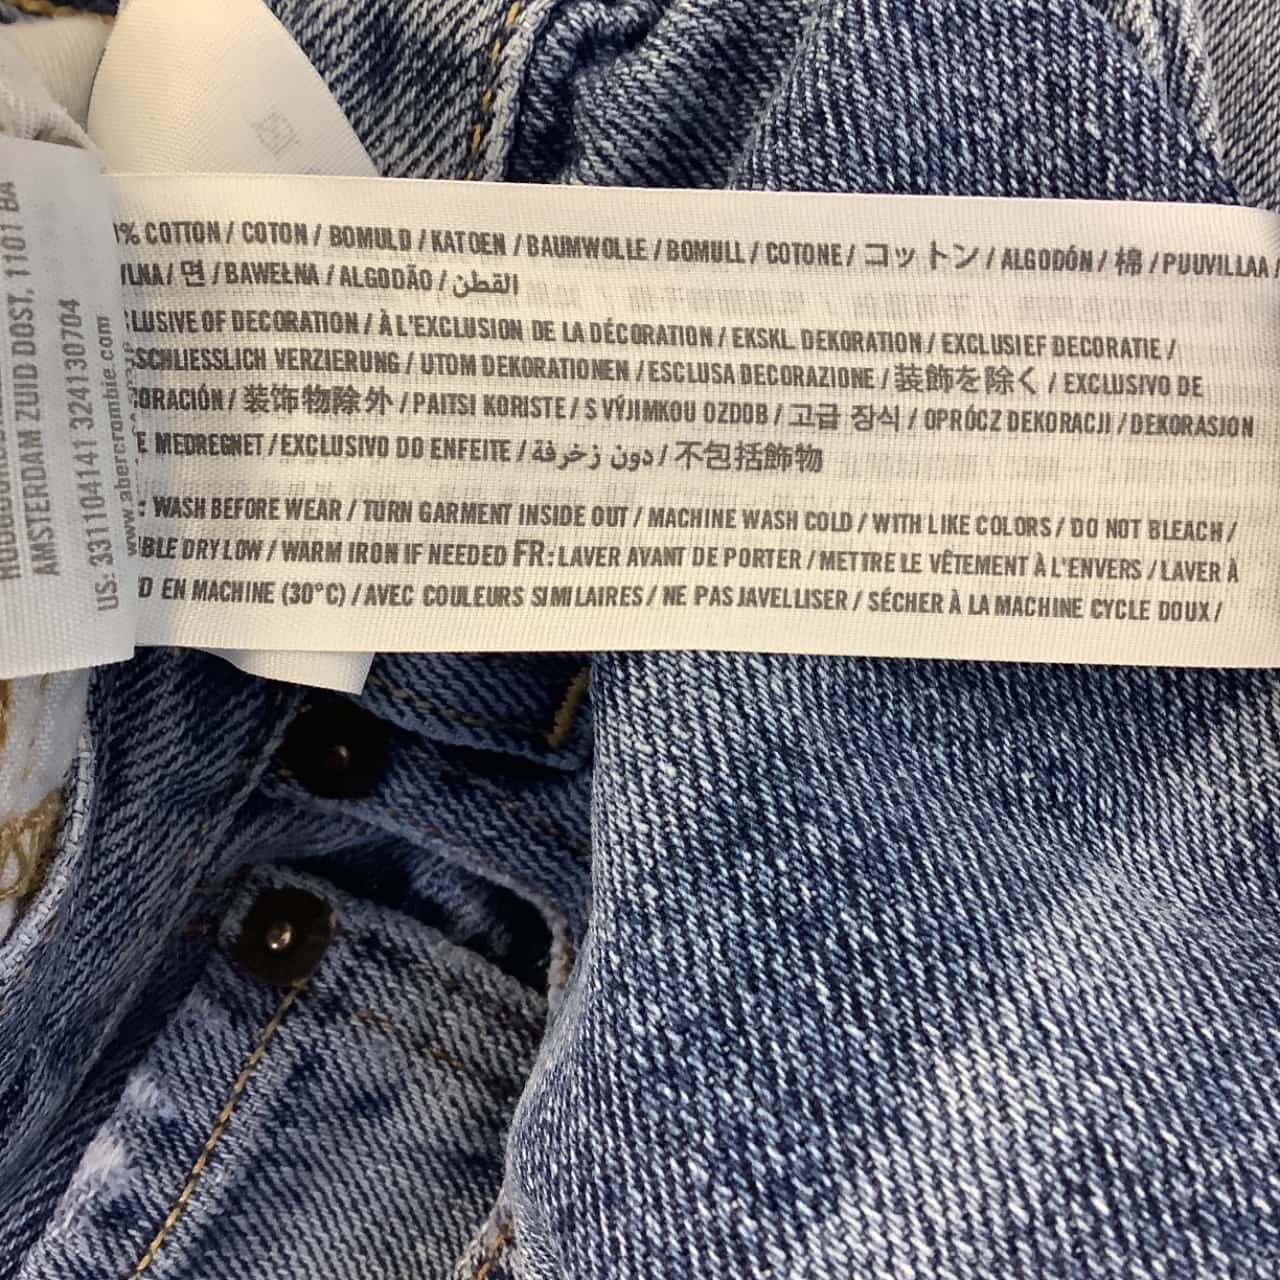 % COTTON / COTON / BOMULD / KATOEN / BAUMWOLLE / BOMULL / COTONE / コットン / ALGODÓN / 棉 / PUUVILLAA /
/ 면 / BAWEŁNA / ALGODÃO / القطن
CLUSIVE OF DECORATION / À L'EXCLUSION DE LA DÉCORATION / EKSKL. DEKORATION / EXCLUSIEF DECORATIE /
SCHLIESSLICH VERZIERUNG / UTOM DEKORATIONEN / ESCLUSA DECORAZIONE / 装飾を除く / EXCLUSIVO DE
CORACIÓN / 装饰物除外 / PAITSI KORISTE / S VÝJIMKOU OZDOB / 고급 장식 / OPRÓCZ DEKORACJI / DEKORASJON
E MEDREGNET / EXCLUSIVO DO ENFEITE / دون زخرفة / 不包括飾物
: WASH BEFORE WEAR / TURN GARMENT INSIDE OUT / MACHINE WASH COLD / WITH LIKE COLORS / DO NOT BLEACH /
BLE DRY LOW / WARM IRON IF NEEDED FR: LAVER AVANT DE PORTER / METTRE LE VÊTEMENT À L'ENVERS / LAVER À
D EN MACHINE (30°C) / AVEC COULEURS SIMILAIRES / NE PAS JAVELLISER / SÉCHER À LA MACHINE CYCLE DOUX /
AMSTERDAM ZUID OOST, 1101 BA
US: 331104141 324130704
www.abercrombie.com